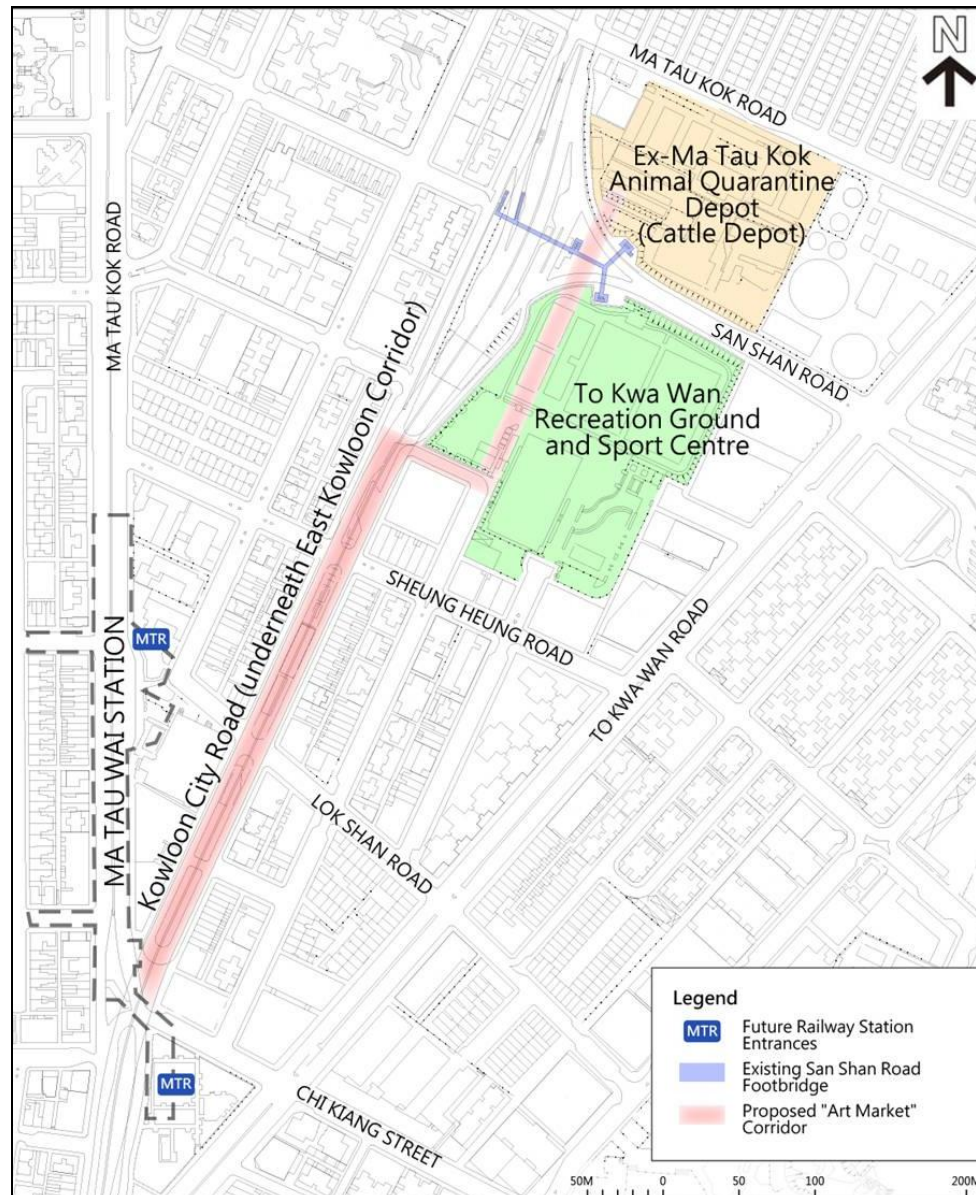 N
MA TAU KOK ROAD
Ex-Ma Tau Kok
Animal Quarantine
Depot
(Cattle Depot)
MA TAU KOK ROAD
SAN SHAN ROAD
Kowloon City Road (underneath East Kowloon Corridor)
To Kwa Wan
Recreation Ground
and Sport Centre
SHEUNG HEUNG ROAD
MTR
MA TAU WAI STATION
TO KWA WAN ROAD
LOK SHAN ROAD
MTR
CHI KIANG STREET
Legend
MTR
Future Railway Station
Entrances
Existing San Shan Road
Footbridge
Proposed "Art Market"
Corridor
50M 0 50 100 200M